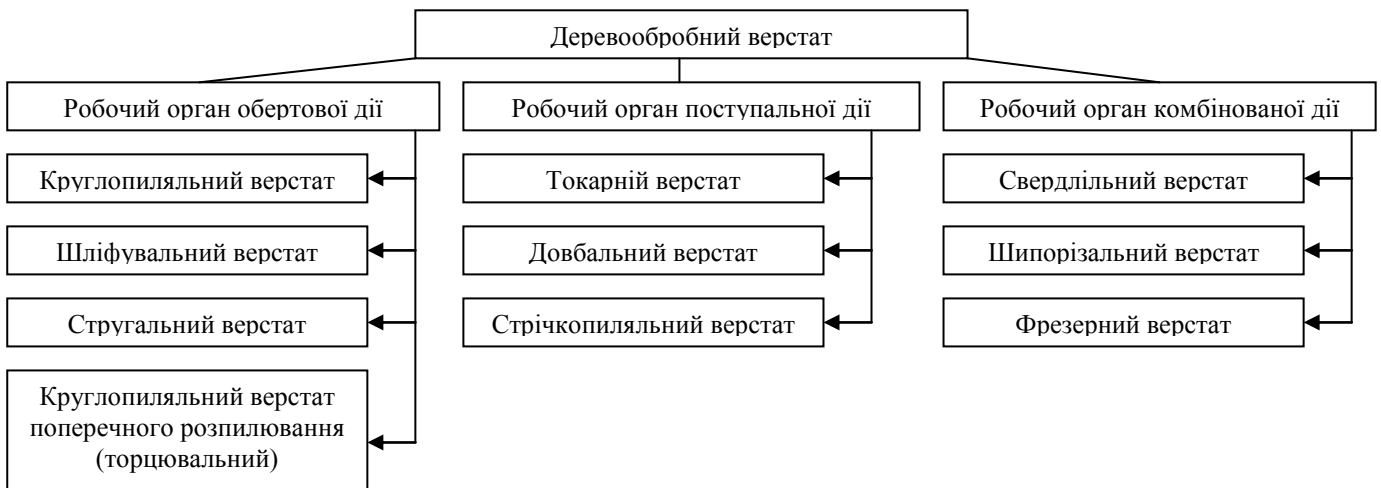 Деревообробний верстат
Робочий орган обертової дії
Робочий орган поступальної дії
Робочий орган комбінованої дії
Круглопиляльний верстат
Токарній верстат
Свердлільний верстат
Шліфувальний верстат
Довбальний верстат
Шипорізальний верстат
Стругальний верстат
Стрічкопиляльний верстат
Фрезерний верстат
Круглопиляльний верстат
поперечного розпилювання
(торцювальний)